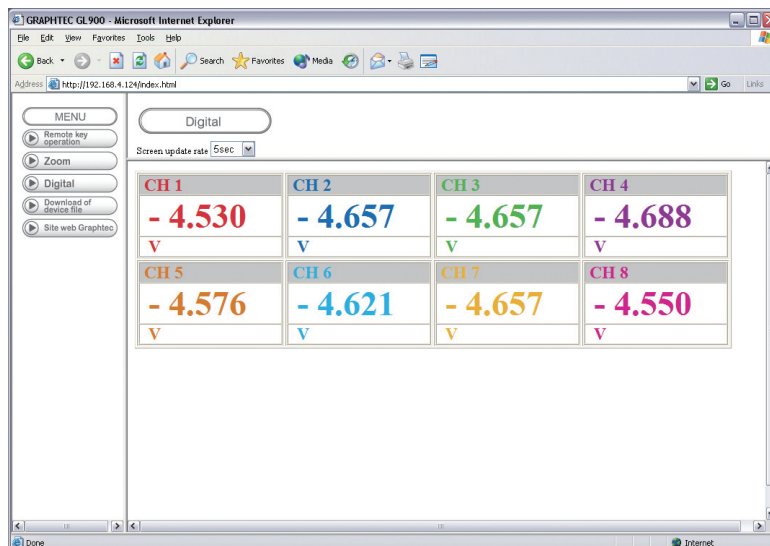 GRAPHTEC GL900 - Microsoft Internet Explorer
File Edit View Favorites Tools Help
Back Search Favorites Media
Address http://192.168.4.124/index.html Go Links
MENU
Remote key operation
Zoom
Digital
Download of device file
Site web Graphtec
Digital
Screen update rate 5sec
CH 1 CH 2 CH 3 CH 4
- 4.530 - 4.657 - 4.657 - 4.688
V V V V
CH 5 CH 6 CH 7 CH 8
- 4.576 - 4.621 - 4.657 - 4.550
V V V V
Done Internet